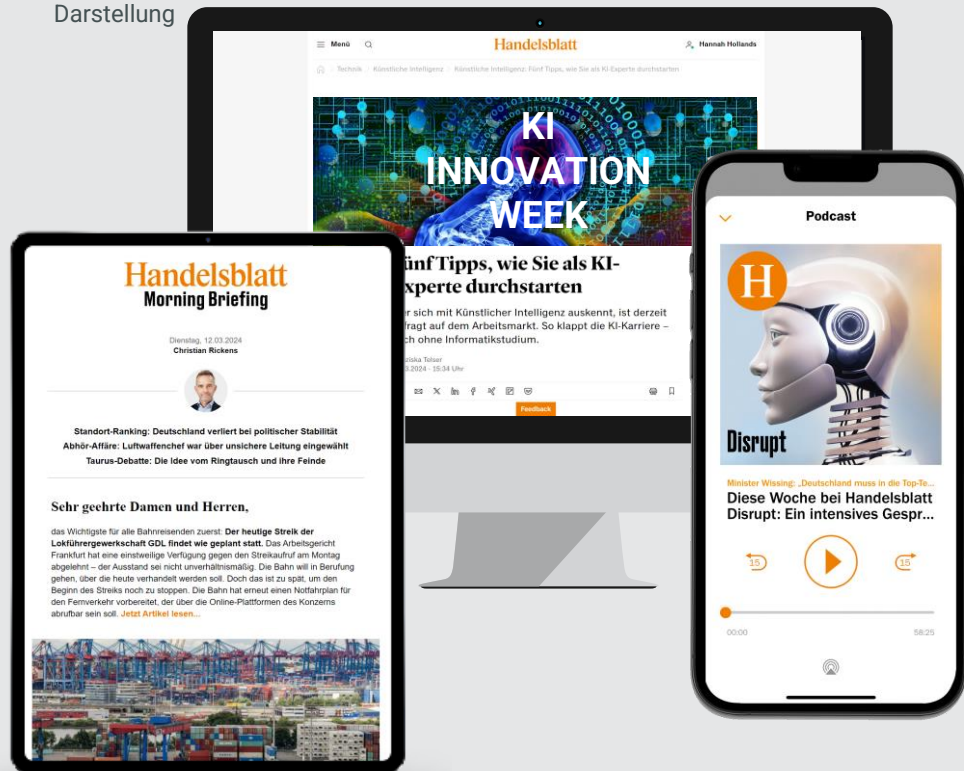 Darstellung
Menü
Handelsblatt
Hannah Hollands
/ Technik / Künstliche Intelligenz / Künstliche Intelligenz: Fünf Tipps, wie Sie als KI-Experte durchstarten
KI
INNOVATION
WEEK
ünf Tipps, wie Sie als KI-
xperte durchstarten
er sich mit Künstlicher Intelligenz auskennt, ist derzeit
fragt auf dem Arbeitsmarkt. So klappt die KI-Karriere –
ch ohne Informatikstudium.
ziska Telser
3.2024 - 15:34 Uhr
Feedback
Handelsblatt
Morning Briefing
Dienstag, 12.03.2024
Christian Rickens
Standort-Ranking: Deutschland verliert bei politischer Stabilität
Abhör-Affäre: Luftwaffenchef war über unsichere Leitung eingewählt
Taurus-Debatte: Die Idee vom Ringtausch und ihre Feinde
Sehr geehrte Damen und Herren,
das Wichtigste für alle Bahnreisenden zuerst: Der heutige Streik der
Lokführergewerkschaft GDL findet wie geplant statt. Das Arbeitsgericht
Frankfurt hat eine einstweilige Verfügung gegen den Streikaufruf am Montag
abgelehnt – der Ausstand sei nicht unverhältnismäßig. Die Bahn will in Berufung
gehen, über die heute verhandelt werden soll. Doch das ist zu spät, um den
Beginn des Streiks noch zu stoppen. Die Bahn hat erneut einen Notfahrplan für
den Fernverkehr vorbereitet, der über die Online-Plattformen des Konzerns
abrufbar sein soll. Jetzt Artikel lesen...
Podcast
H
Disrupt
Minister Wissing: „Deutschland muss in die Top-Te...
Diese Woche bei Handelsblatt
Disrupt: Ein intensives Gespr...
15
15
00:00
58:25